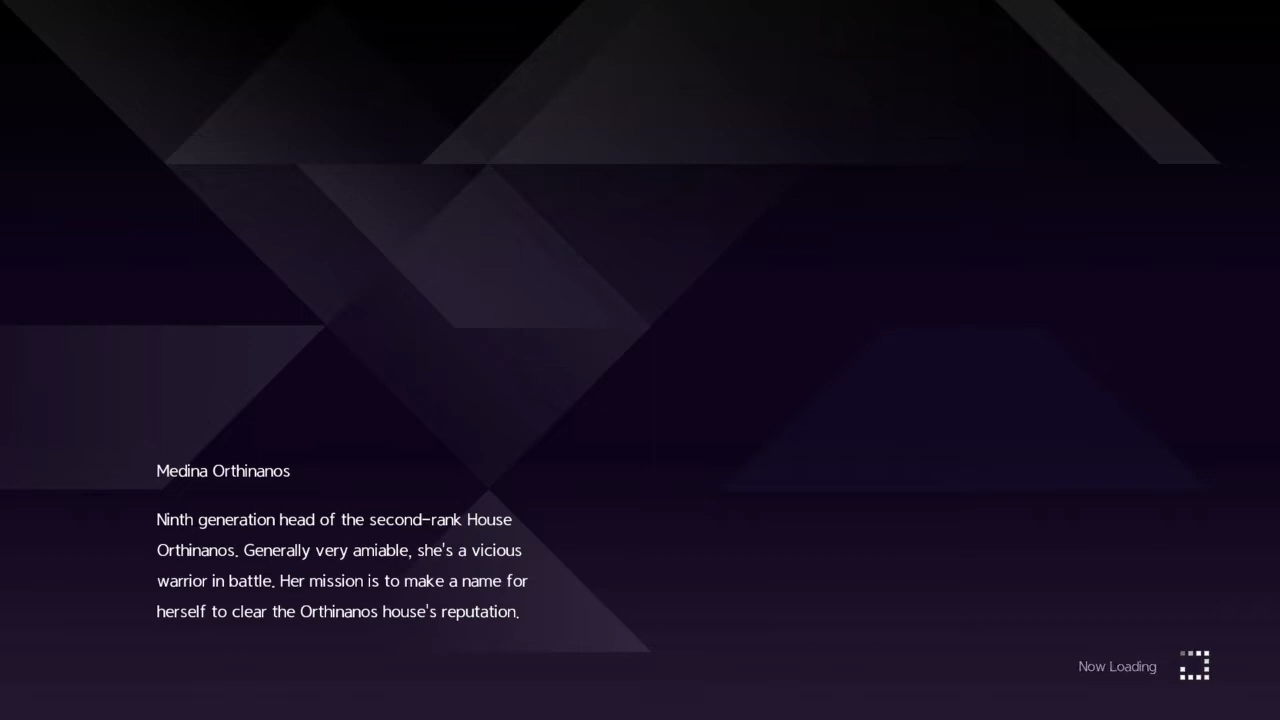 Medina Orthinanos
Ninth generation head of the second-rank House
Orthinanos. Generally very amiable, she's a vicious
warrior in battle. Her mission is to make a name for
herself to clear the Orthinanos house's reputation.
Now Loading